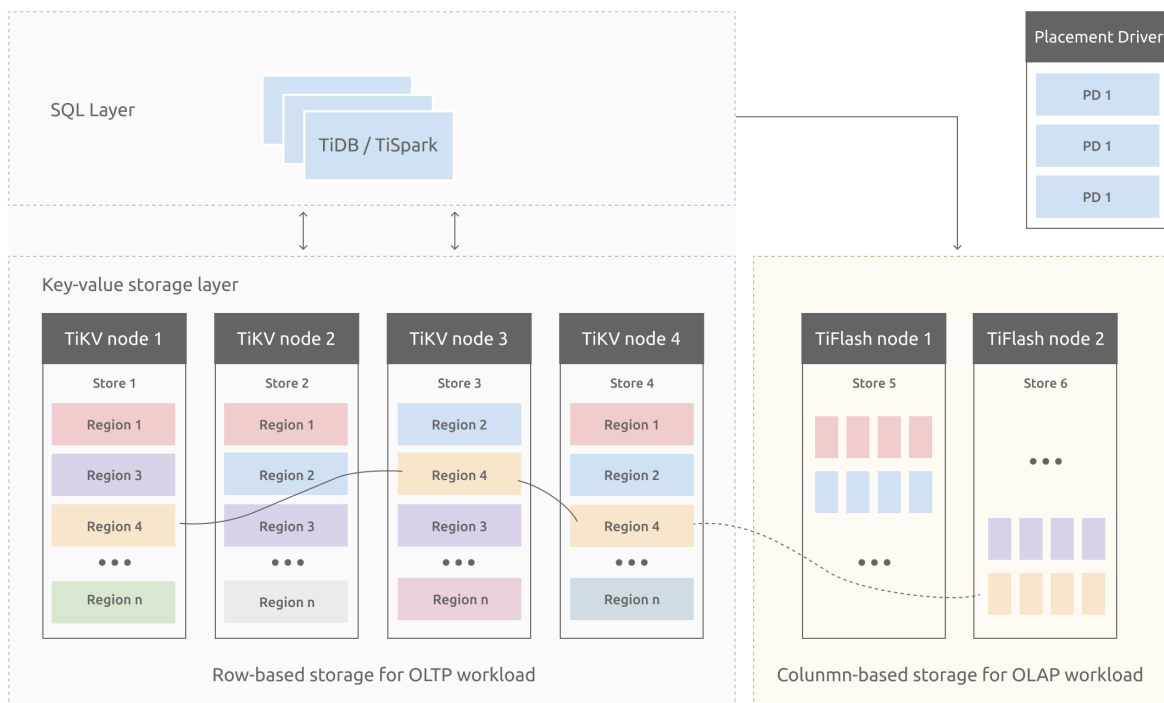 Placement Driver
PD 1
PD 1
PD 1
SQL Layer
TiDB / TiSpark
Key-value storage layer
TiKV node 1
Store 1
Region 1
Region 3
Region 4
•••
Region n
TiKV node 2
Store 2
Region 1
Region 2
Region 3
•••
Region n
TiKV node 3
Store 3
Region 2
Region 4
Region 3
•••
Region n
TiKV node 4
Store 4
Region 1
Region 2
Region 4
•••
Region n
Row-based storage for OLTP workload
TiFlash node 1
Store 5
•••
TiFlash node 2
Store 6
•••
Colunmn-based storage for OLAP workload